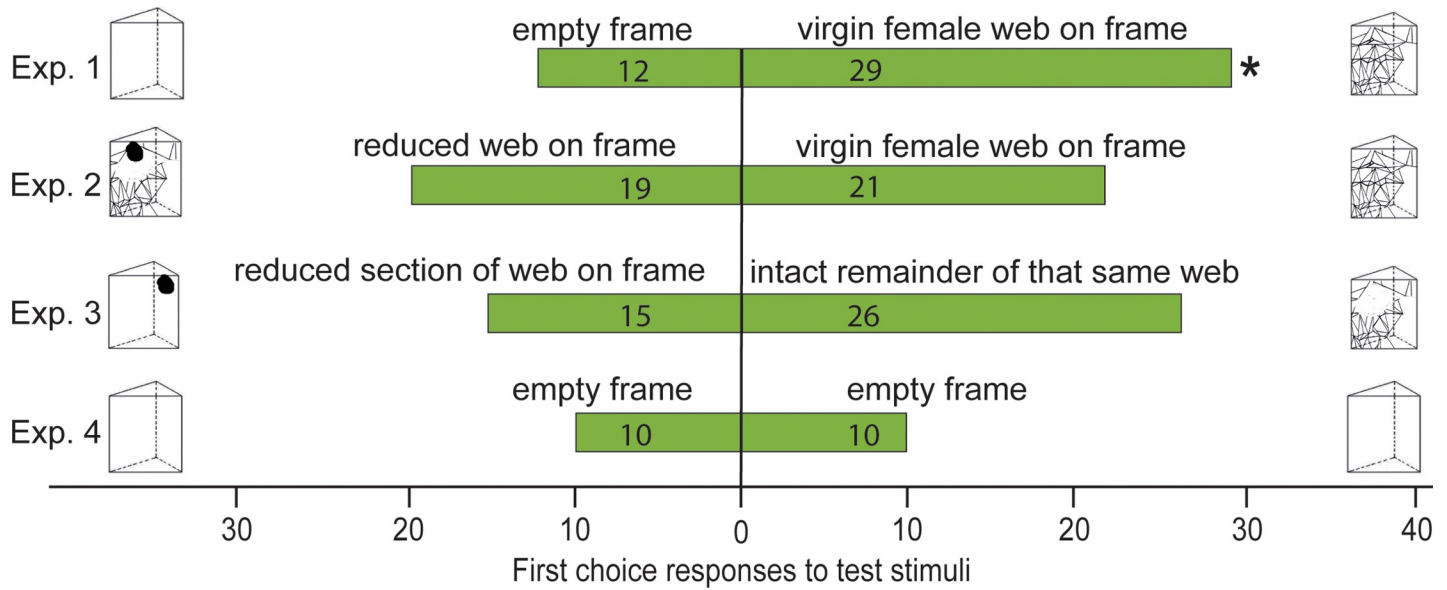 empty frame virgin female web on frame
Exp. 1 12 29 *
reduced web on frame virgin female web on frame
Exp. 2 19 21
reduced section of web on frame intact remainder of that same web
Exp. 3 15 26
empty frame empty frame
Exp. 4 10 10
30 20 10 0 10 20 30 40
First choice responses to test stimuli